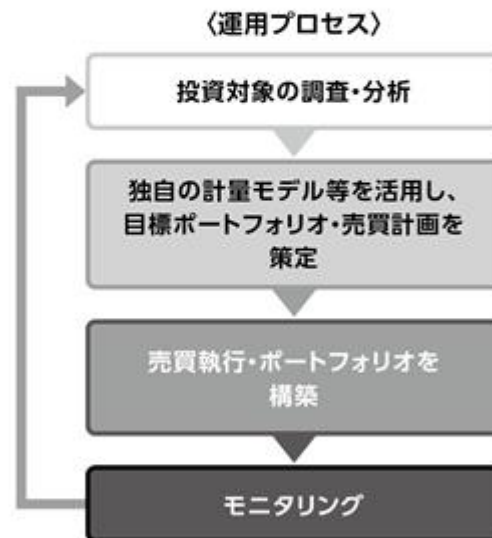 〈運用プロセス〉
投資対象の調査・分析
独自の計量モデル等を活用し、
目標ポートフォリオ・売買計画を
策定
売買執行・ポートフォリオを
構築
モニタリング